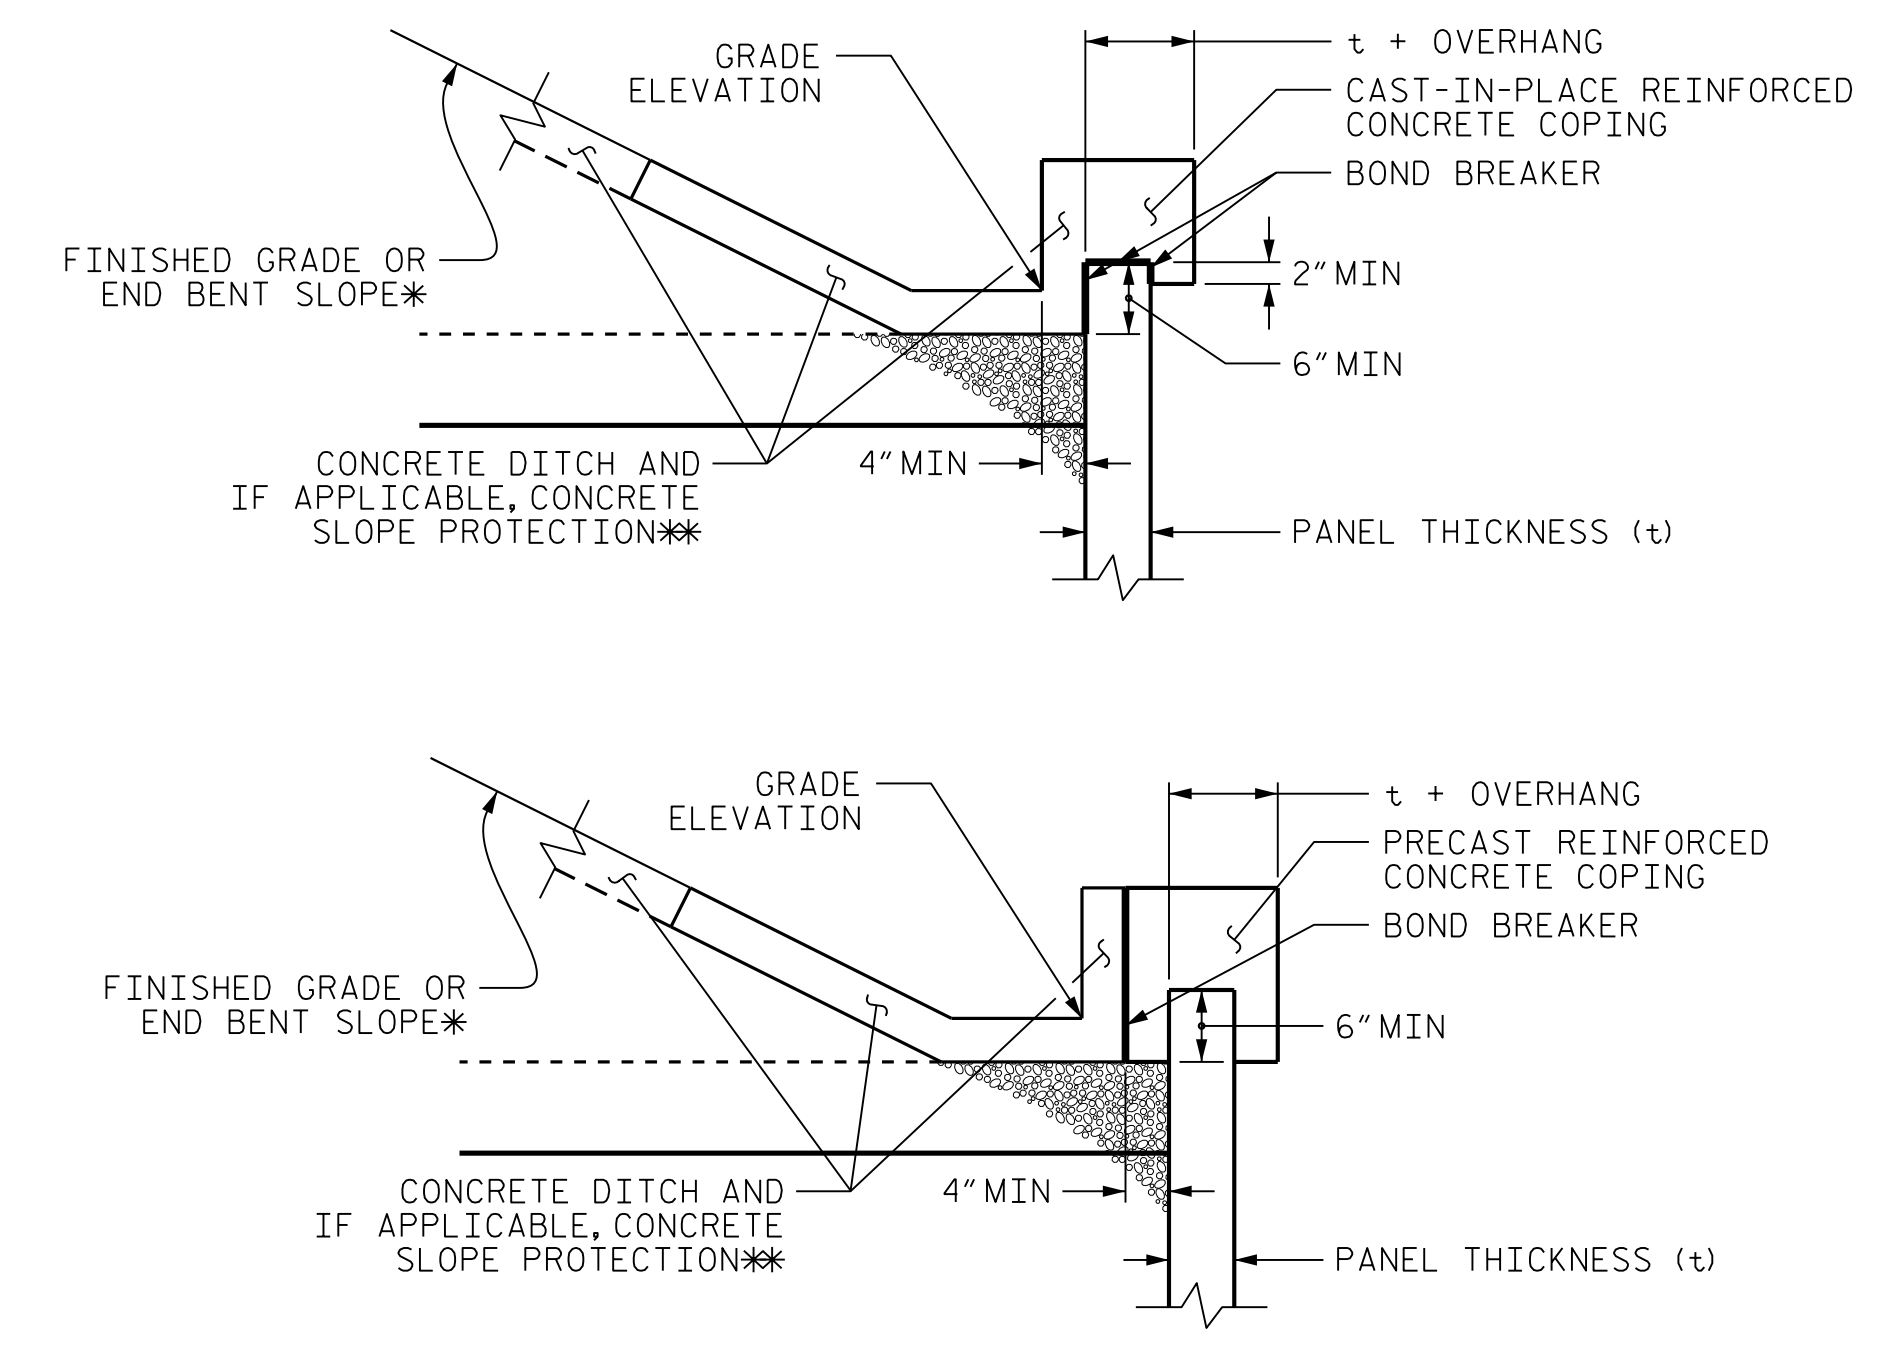 GRADE
ELEVATION
t + OVERHANG
CAST-IN-PLACE REINFORCED
CONCRETE COPING
BOND BREAKER
FINISHED GRADE OR
END BENT SLOPE*
2" MIN
6" MIN
CONCRETE DITCH AND
IF APPLICABLE, CONCRETE
SLOPE PROTECTION**
4" MIN
PANEL THICKNESS (t)
GRADE
ELEVATION
t + OVERHANG
PRECAST REINFORCED
CONCRETE COPING
BOND BREAKER
FINISHED GRADE OR
END BENT SLOPE*
6" MIN
CONCRETE DITCH AND
IF APPLICABLE, CONCRETE
SLOPE PROTECTION**
4" MIN
PANEL THICKNESS (t)